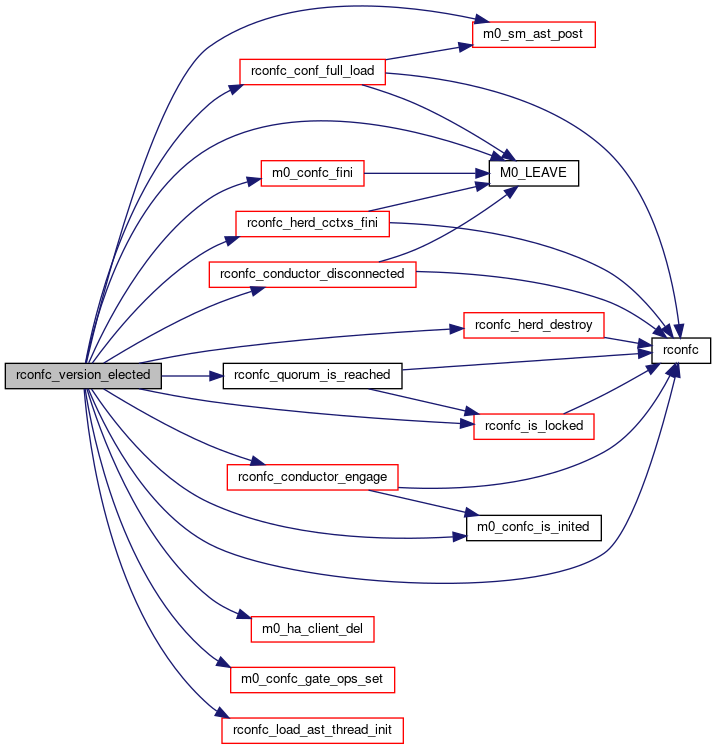 m0_sm_ast_post
rconfc_conf_full_load
m0_confc_fini
M0_LEAVE
rconfc_herd_cctxs_fini
rconfc_conductor_disconnected
rconfc_herd_destroy
rconfc
rconfc_version_elected
rconfc_quorum_is_reached
rconfc_is_locked
rconfc_conductor_engage
m0_confc_is_inited
m0_ha_client_del
m0_confc_gate_ops_set
rconfc_load_ast_thread_init